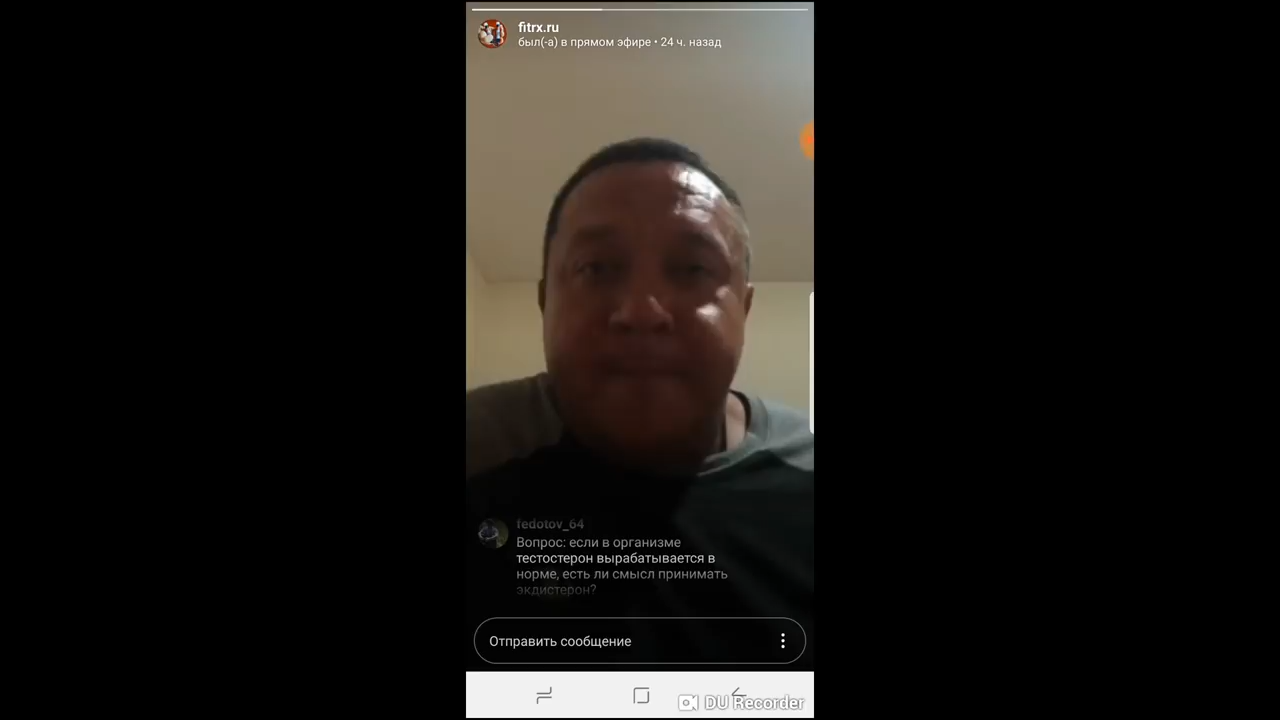 fitrx.ru
был(-а) в прямом эфире • 24 ч. назад
fedotov_64
Вопрос: если в организме
тестостерон вырабатывается в
норме, есть ли смысл принимать
экдистерон?
Отправить сообщение
DU Recorder